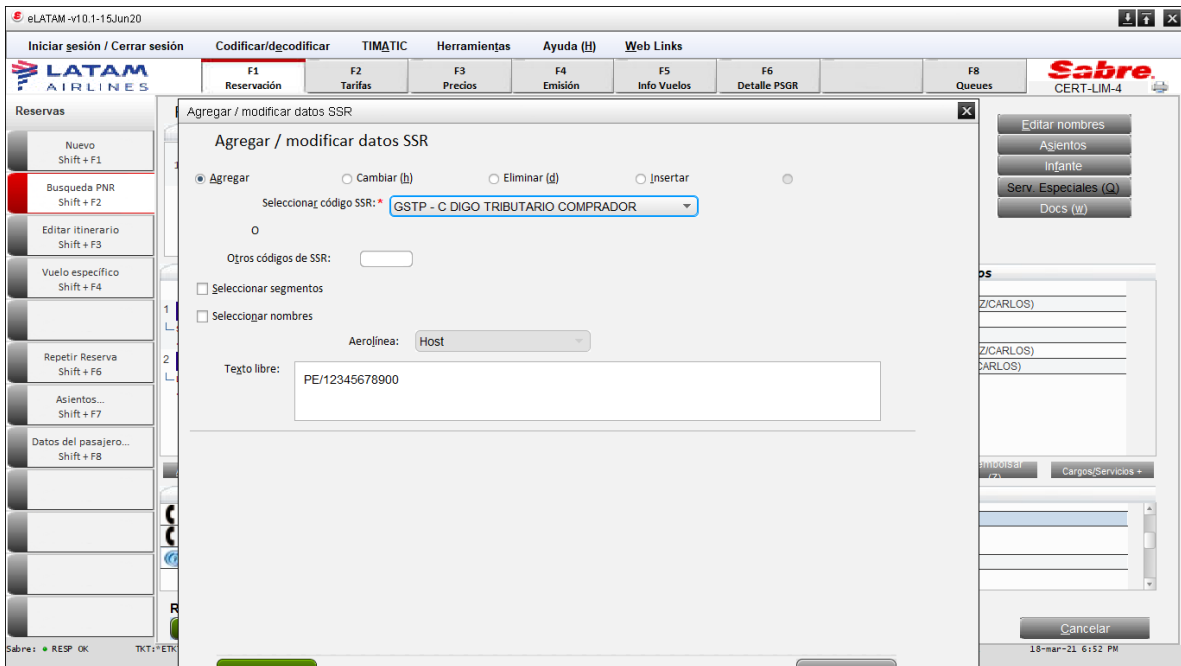 eLATAM -v10.1-15Jun20
Iniciar sesión / Cerrar sesión Codificar/decodificar TIMATIC Herramientas Ayuda (H) Web Links
LATAM
AIRLINES
F1
Reservación
F2
Tarifas
F3
Precios
F4
Emisión
F5
Info Vuelos
F6
Detalle PSGR
F8
Queues
Sabre.
CERT-LIM-4
Reservas
Nuevo
Shift + F1
Busqueda PNR
Shift + F2
Editar itinerario
Shift + F3
Vuelo específico
Shift + F4
Repetir Reserva
Shift + F6
Asientos...
Shift + F7
Datos del pasajero...
Shift + F8
Agregar / modificar datos SSR
Agregar / modificar datos SSR
Agregar Cambiar (h) Eliminar (d) Insertar
Seleccionar código SSR:* GSTP - C DIGO TRIBUTARIO COMPRADOR
O
Otros códigos de SSR:
Seleccionar segmentos
Seleccionar nombres
Aerolínea: Host
Texto libre: PE/12345678900
Editar nombres
Asientos
Infante
Serv. Especiales (Q)
Docs (w)
os
Z/CARLOS)
Z/CARLOS)
CARLOS)
1
2
embolsar
(Z)
Cargos/Servicios +
R
Cancelar
Sabre: RESP OK TKT:*ETK
18-mar-21 6:52 PM